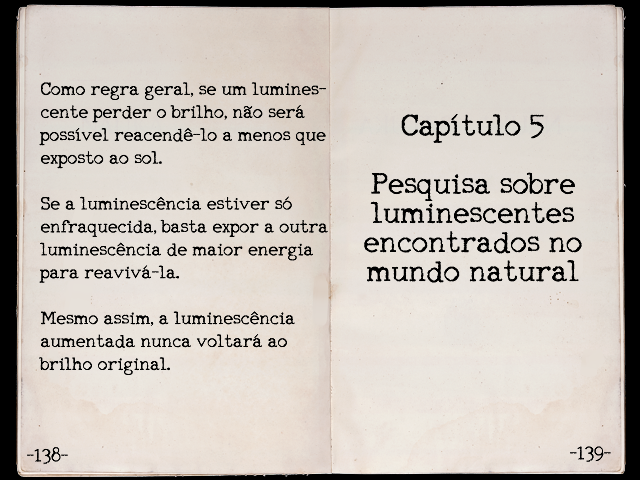 Como regra geral, se um lumines-
cente perder o brilho, não será
possível reacendê-lo a menos que
exposto ao sol.
Se a luminescência estiver só
enfraquecida, basta expor a outra
luminescência de maior energia
para reavivá-la.
Mesmo assim, a luminescência
aumentada nunca voltará ao
brilho original.
-138-
Capítulo 5
Pesquisa sobre
luminescentes
encontrados no
mundo natural
-139-